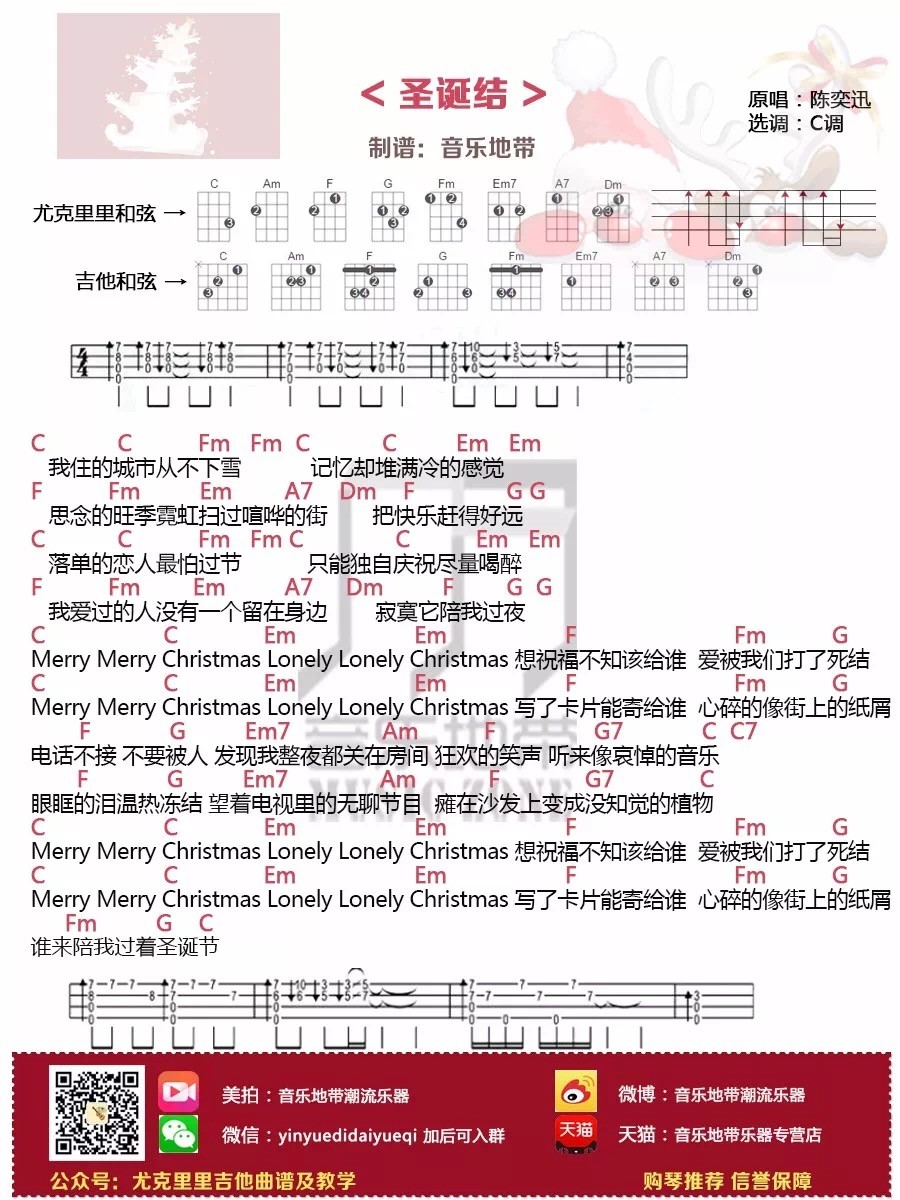 < 圣诞结 >
原唱：陈奕迅
选调：C调
制谱：音乐地带
尤克里里和弦 → C Am F G Fm Em7 A7 Dm
吉他和弦 → C Am F G Fm Em7 A7 Dm
C C Fm Fm C C Em Em
我住的城市从不下雪 记忆却堆满冷的感觉
F Fm Em A7 Dm F G G
思念的旺季霓虹扫过喧哗的街 把快乐赶得好远
C C Fm Fm C C Em Em
落单的恋人最怕过节 只能独自庆祝尽量喝醉
F Fm Em A7 Dm F G G
我爱过的人没有一个留在身边 寂寞它陪我过夜
C C Em Em F Fm G
Merry Merry Christmas Lonely Lonely Christmas 想祝福不知该给谁 爱被我们打了死结
C C Em Em F Fm G
Merry Merry Christmas Lonely Lonely Christmas 写了卡片能寄给谁 心碎的像街上的纸屑
F G Em7 Am F G7 C C7
电话不接 不要被人 发现我整夜都关在房间 狂欢的笑声 听来像哀悼的音乐
F G Em7 Am F G7 C
眼眶的泪温热冻结 望着电视里的无聊节目 瘫在沙发上变成没知觉的植物
C C Em Em F Fm G
Merry Merry Christmas Lonely Lonely Christmas 想祝福不知该给谁 爱被我们打了死结
C C Em Em F Fm G
Merry Merry Christmas Lonely Lonely Christmas 写了卡片能寄给谁 心碎的像街上的纸屑
Fm G C
谁来陪我过着圣诞节
音乐地带
MUSIC ZONE
美拍：音乐地带潮流乐器
微博：音乐地带潮流乐器
微信：yinyuedidaiyueqi 加后可入群
天猫
天猫：音乐地带乐器专营店
公众号：尤克里里吉他曲谱及教学
购琴推荐 信誉保障